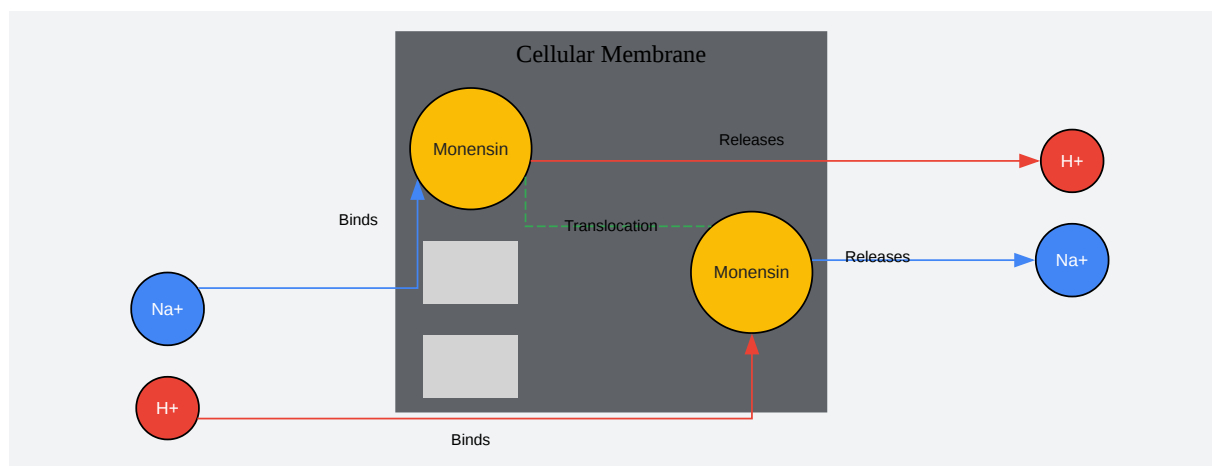 Cellular Membrane
Monensin
Releases
H+
Binds
Translocation
Releases
Na+
Monensin
Na+
H+
Binds